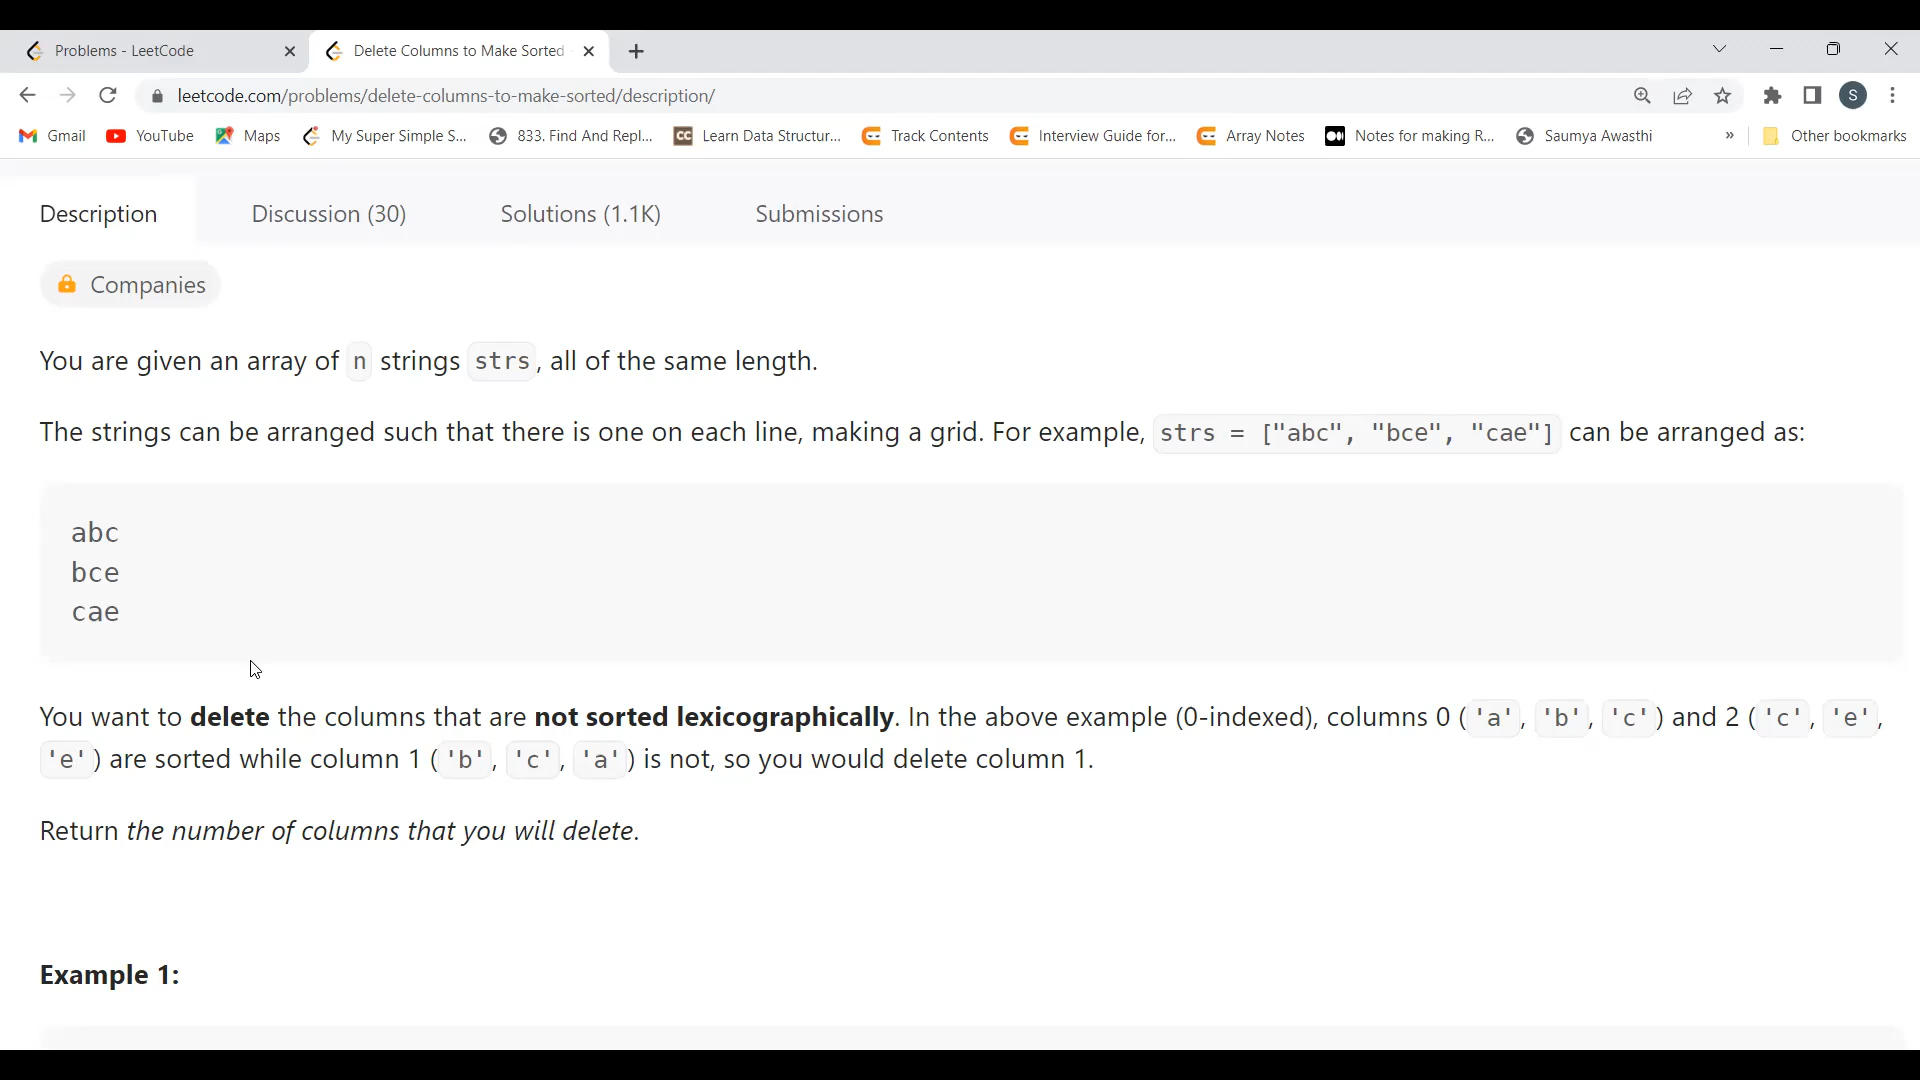 Problems - LeetCode
Delete Columns to Make Sorted
leetcode.com/problems/delete-columns-to-make-sorted/description/
S
Gmail
YouTube
Maps
My Super Simple S...
833. Find And Repl...
CC Learn Data Structur...
Track Contents
Interview Guide for...
Array Notes
Notes for making R...
Saumya Awasthi
»
Other bookmarks
Description
Discussion (30)
Solutions (1.1K)
Submissions
Companies
You are given an array of n strings strs, all of the same length.
The strings can be arranged such that there is one on each line, making a grid. For example, strs = ["abc", "bce", "cae"] can be arranged as:
abc
bce
cae
You want to delete the columns that are not sorted lexicographically. In the above example (0-indexed), columns 0 ('a', 'b', 'c') and 2 ('c', 'e',
'e') are sorted while column 1 ('b', 'c', 'a') is not, so you would delete column 1.
Return the number of columns that you will delete.
Example 1: